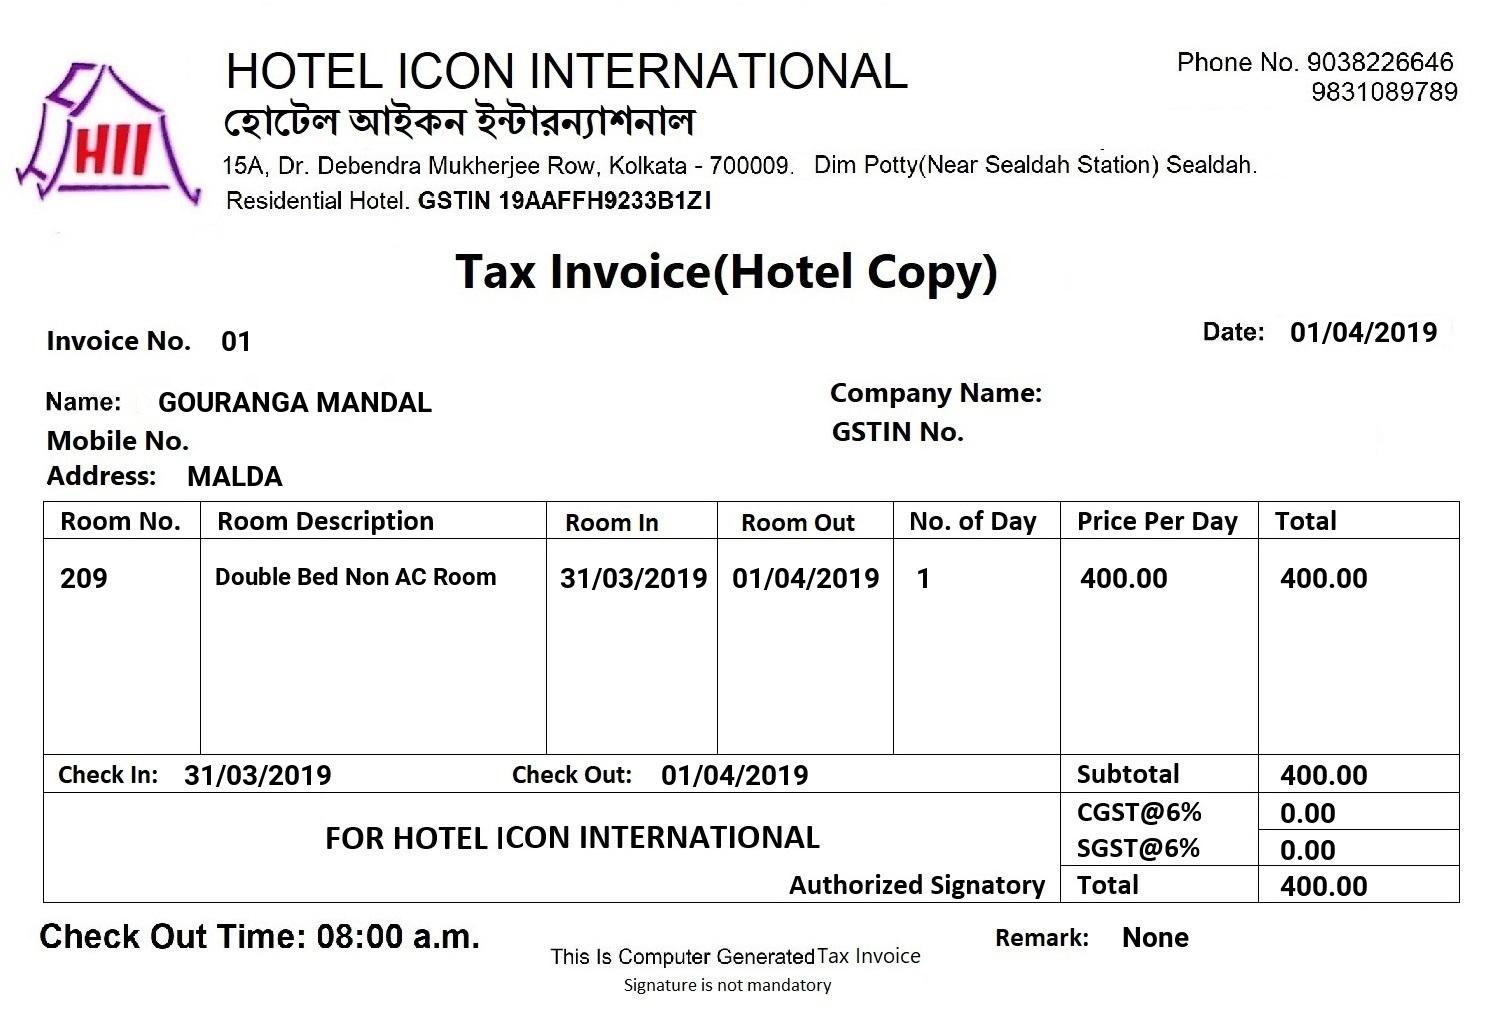 HII
HOTEL ICON INTERNATIONAL
Phone No. 9038226646
9831089789
হোটেল আইকন ইন্টারন্যাশনাল
15A, Dr. Debendra Mukherjee Row, Kolkata - 700009. Dim Potty(Near Sealdah Station) Sealdah.
Residential Hotel. GSTIN 19AAFFH9233B1ZI
Tax Invoice(Hotel Copy)
Invoice No. 01
Date: 01/04/2019
Name: GOURANGA MANDAL
Company Name:
Mobile No.
GSTIN No.
Address: MALDA
Room No. Room Description Room In Room Out No. of Day Price Per Day Total
209 Double Bed Non AC Room 31/03/2019 01/04/2019 1 400.00 400.00
Check In: 31/03/2019 Check Out: 01/04/2019 Subtotal 400.00
CGST@6% 0.00
FOR HOTEL ICON INTERNATIONAL
SGST@6% 0.00
Authorized Signatory Total 400.00
Check Out Time: 08:00 a.m.
Remark: None
This Is Computer Generated Tax Invoice
Signature is not mandatory